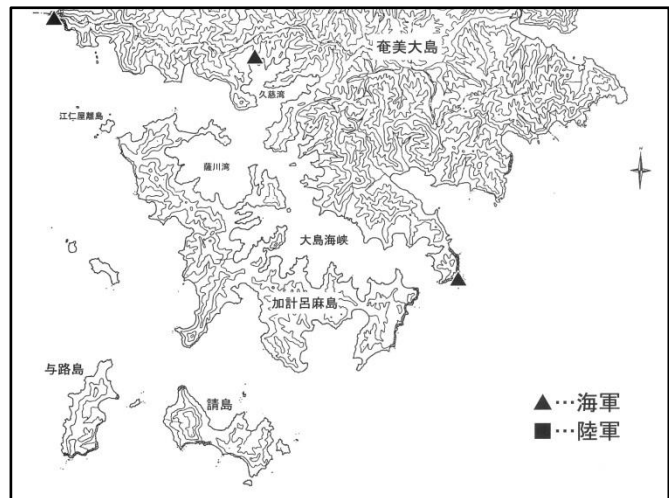 奄美大島
久慈湾
江仁屋離島
薩川湾
大島海峡
加計呂麻島
与路島
請島
▲…海軍
■…陸軍